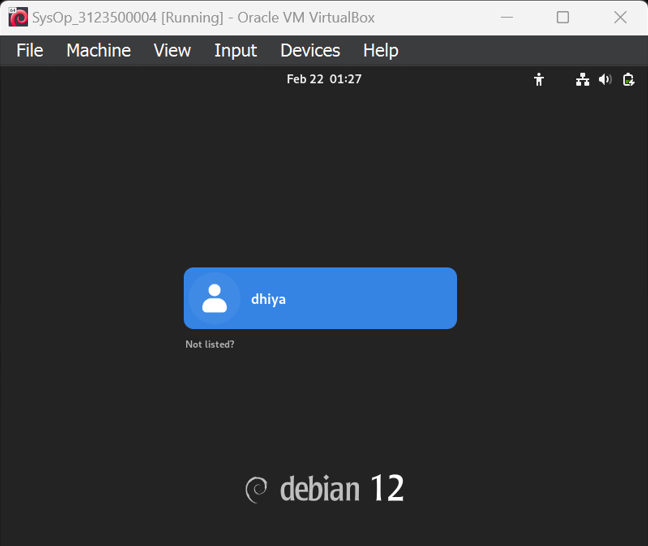 SysOp_3123500004 [Running] - Oracle VM VirtualBox
File Machine View Input Devices Help
Feb 22 01:27
dhiya
Not listed?
debian 12